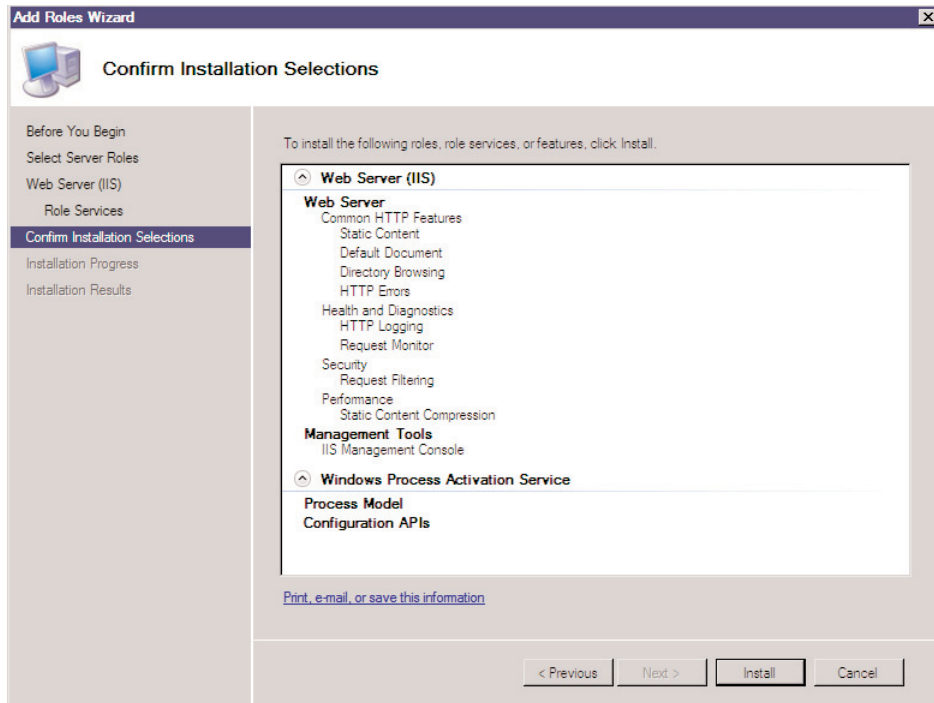 Add Roles Wizard
Confirm Installation Selections
Before You Begin
Select Server Roles
Web Server (IIS)
Role Services
Confirm Installation Selections
Installation Progress
Installation Results
To install the following roles, role services, or features, click Install.
Web Server (IIS)
Web Server
Common HTTP Features
Static Content
Default Document
Directory Browsing
HTTP Errors
Health and Diagnostics
HTTP Logging
Request Monitor
Security
Request Filtering
Performance
Static Content Compression
Management Tools
IIS Management Console
Windows Process Activation Service
Process Model
Configuration APIs
Print, e-mail, or save this information
< Previous Next > Install Cancel